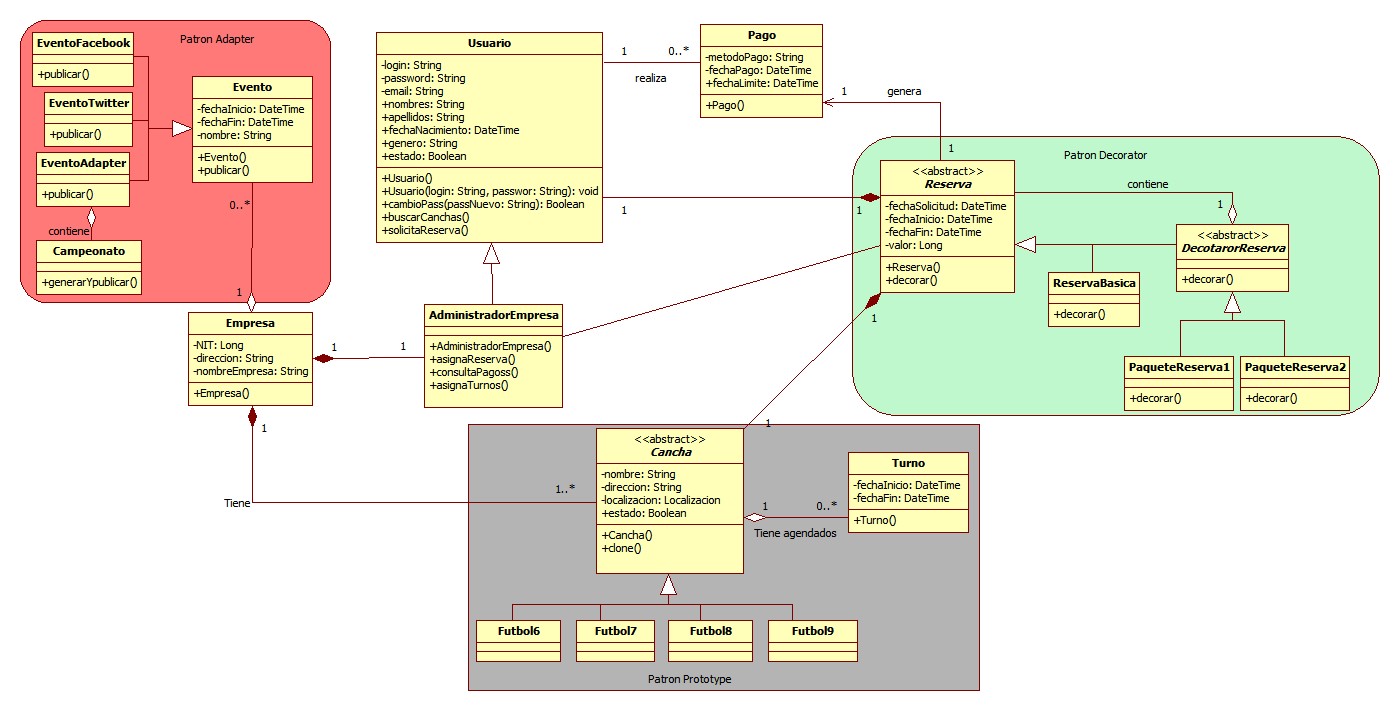 Patron Adapter
EventoFacebook
+publicar()
EventoTwitter
+publicar()
EventoAdapter
+publicar()
contiene
Campeonato
+generarYpublicar()
Evento
-fechaInicio: DateTime
-fechaFin: DateTime
-nombre: String
+Evento()
+publicar()
0..*
1
Empresa
-NIT: Long
-direccion: String
-nombreEmpresa: String
+Empresa()
1
1
1
Tiene
1..*
Usuario
-login: String
-password: String
-email: String
+nombres: String
+apellidos: String
+fechaNacimiento: DateTime
+genero: String
+estado: Boolean
+Usuario()
+Usuario(login: String, passwor: String): void
+cambioPass(passNuevo: String): Boolean
+buscarCanchas()
+solicitaReserva()
1
0..*
realiza
Pago
-metodoPago: String
-fechaPago: DateTime
+fechaLimite: DateTime
+Pago()
1
genera
1
1
1
AdministradorEmpresa
+AdministradorEmpresa()
+asignaReserva()
+consultaPagoss()
+asignaTurnos()
Patron Decorator
<<abstract>>
Reserva
-fechaSolicitud: DateTime
-fechaInicio: DateTime
-fechaFin: DateTime
-valor: Long
+Reserva()
+decorar()
contiene
1
<<abstract>>
DecotarorReserva
+decorar()
ReservaBasica
+decorar()
PaqueteReserva1
+decorar()
PaqueteReserva2
+decorar()
1
1
<<abstract>>
Cancha
-nombre: String
-direccion: String
-localizacion: Localizacion
+estado: Boolean
+Cancha()
+clone()
1
0..*
Tiene agendados
Turno
-fechaInicio: DateTime
-fechaFin: DateTime
+Turno()
Futbol6
Futbol7
Futbol8
Futbol9
Patron Prototype